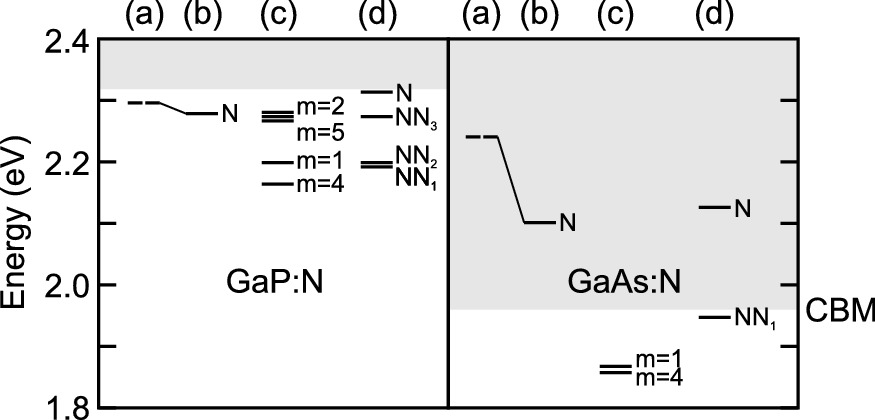 (a) (b) (c) (d) (a) (b) (c) (d)
2.4
N
m=2
NN₃
N
m=5
2.2
m=1
NN₂
m=4
NN₁
N
N
Energy (eV)
2.0
GaP:N
GaAs:N
CBM
NN₁
m=1
m=4
1.8